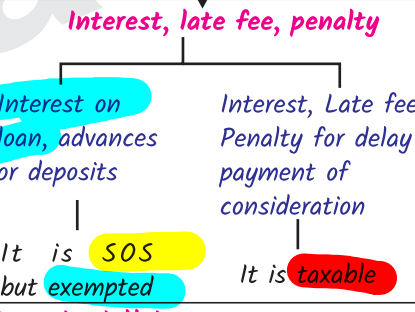 Interest, late fee, penalty
Interest on
loan, advances
or deposits
It is SOS
but exempted
Interest, Late fee
Penalty for delay
payment of
consideration
It is taxable